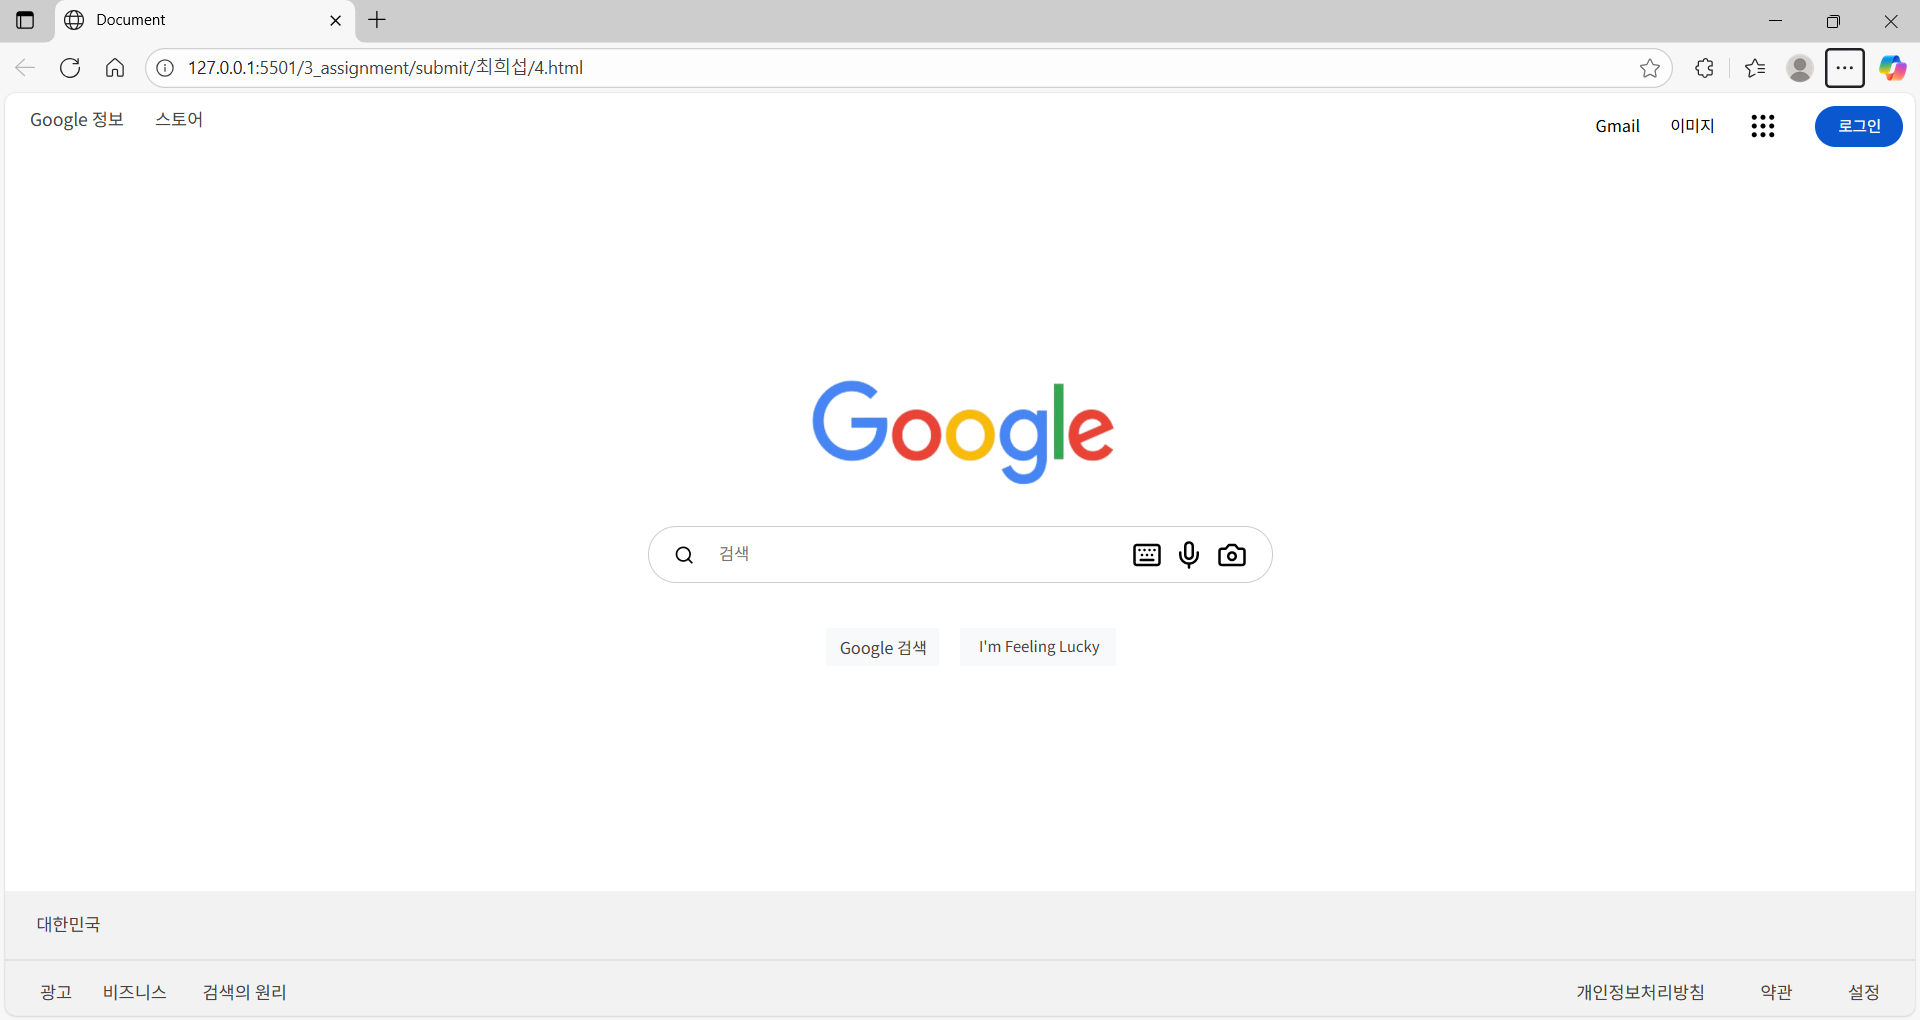 Document
127.0.0.1:5501/3_assignment/submit/최희섭/4.html
Google 정보 스토어 Gmail 이미지 로그인
Google
검색
Google 검색 I'm Feeling Lucky
대한민국
광고 비즈니스 검색의 원리 개인정보처리방침 약관 설정